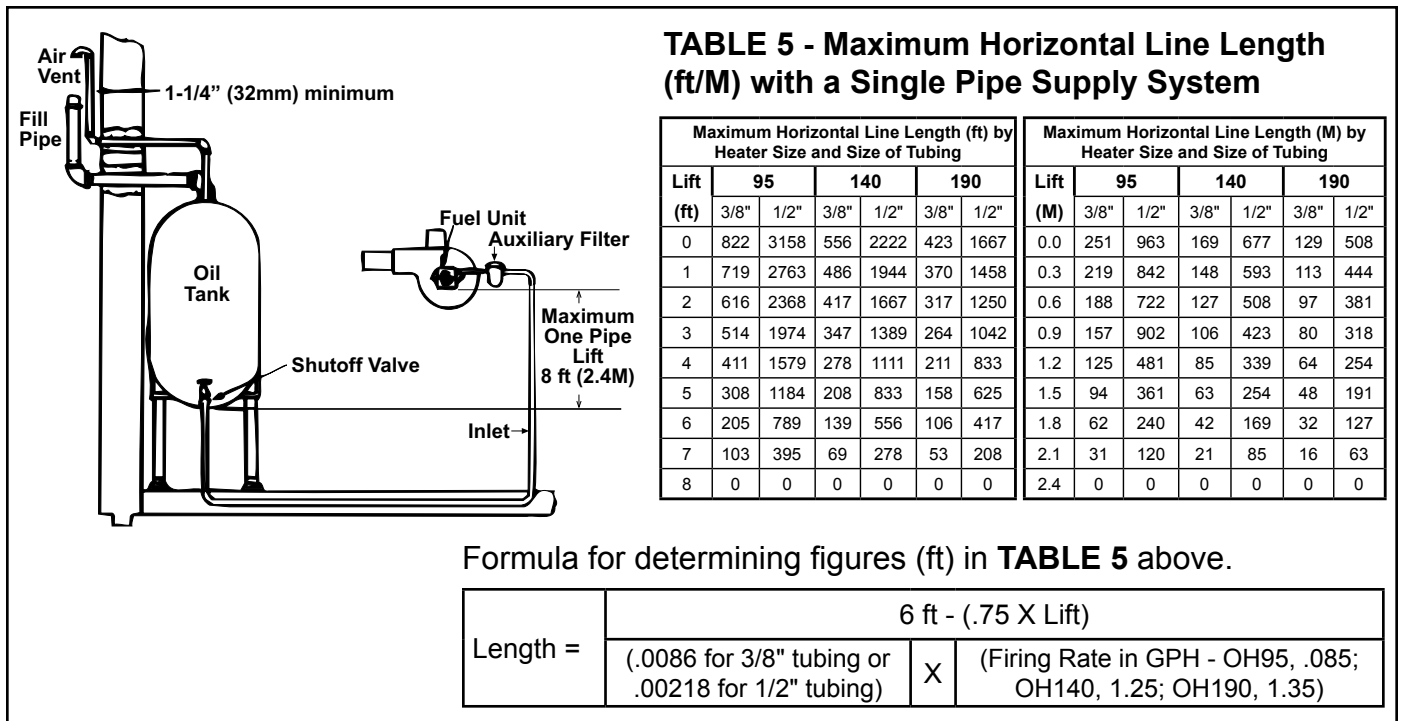 Air
Vent
1-1/4” (32mm) minimum
Fill
Pipe
Oil
Tank
Shutoff Valve
Fuel Unit
Auxiliary Filter
Maximum
One Pipe
Lift
8 ft (2.4M)
Inlet
TABLE 5 - Maximum Horizontal Line Length
(ft/M) with a Single Pipe Supply System
Maximum Horizontal Line Length (ft) by
Heater Size and Size of Tubing
Lift 95 140 190
(ft) 3/8" 1/2" 3/8" 1/2" 3/8" 1/2"
0 822 3158 556 2222 423 1667
1 719 2763 486 1944 370 1458
2 616 2368 417 1667 317 1250
3 514 1974 347 1389 264 1042
4 411 1579 278 1111 211 833
5 308 1184 208 833 158 625
6 205 789 139 556 106 417
7 103 395 69 278 53 208
8 0 0 0 0 0 0
Maximum Horizontal Line Length (M) by
Heater Size and Size of Tubing
Lift 95 140 190
(M) 3/8" 1/2" 3/8" 1/2" 3/8" 1/2"
0.0 251 963 169 677 129 508
0.3 219 842 148 593 113 444
0.6 188 722 127 508 97 381
0.9 157 902 106 423 80 318
1.2 125 481 85 339 64 254
1.5 94 361 63 254 48 191
1.8 62 240 42 169 32 127
2.1 31 120 21 85 16 63
2.4 0 0 0 0 0 0
Formula for determining figures (ft) in TABLE 5 above.
Length =
6 ft - (.75 X Lift)
(.0086 for 3/8" tubing or
.00218 for 1/2" tubing)
X
(Firing Rate in GPH - OH95, .085;
OH140, 1.25; OH190, 1.35)